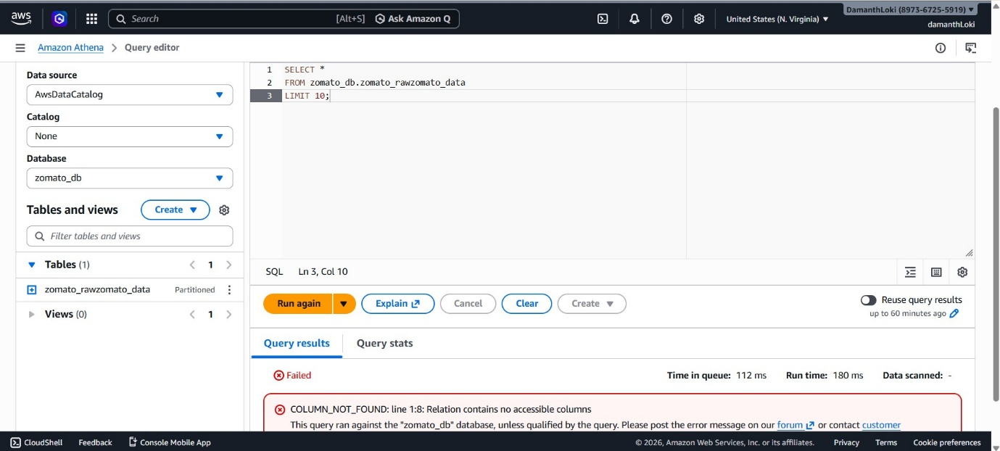 aws
Search
[Alt+S]
Ask Amazon Q
United States (N. Virginia) ▼
DamanthLoki (8973-6725-5919) ▼
damanthLoki
Amazon Athena > Query editor
Data source
AwsDataCatalog
Catalog
None
Database
zomato_db
Tables and views
Create ▼
Filter tables and views
Tables (1)
< 1 >
zomato_rawzomato_data
Partitioned
Views (0)
< 1 >
1 SELECT *
2 FROM zomato_db.zomato_rawzomato_data
3 LIMIT 10;
SQL
Ln 3, Col 10
Run again
Explain
Cancel
Clear
Create ▼
Reuse query results
up to 60 minutes ago
Query results
Query stats
Failed
Time in queue: 112 ms
Run time: 180 ms
Data scanned: -
COLUMN_NOT_FOUND: line 1:8: Relation contains no accessible columns
This query ran against the "zomato_db" database, unless qualified by the query. Please post the error message on our forum or contact customer
CloudShell
Feedback
Console Mobile App
© 2026, Amazon Web Services, Inc. or its affiliates.
Privacy
Terms
Cookie preferences